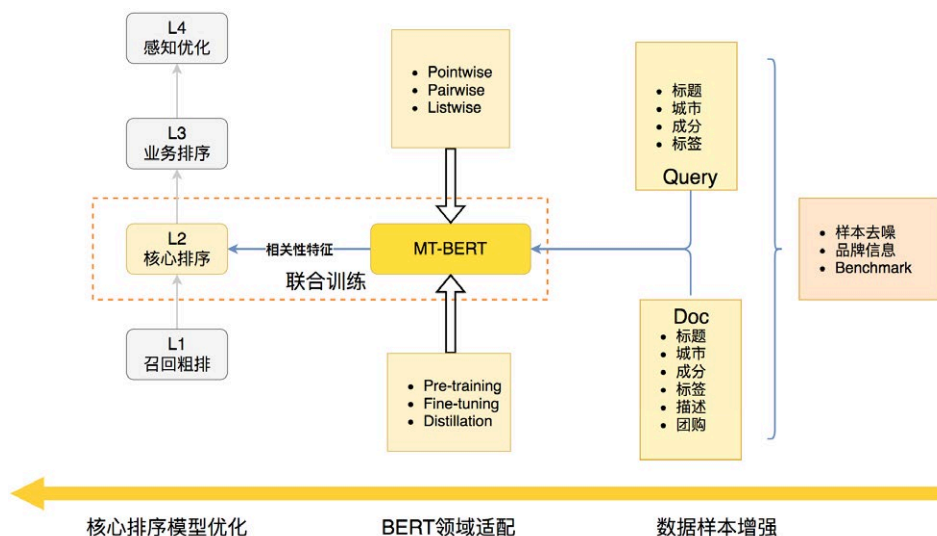 L4
感知优化
L3
业务排序
L2
核心排序
L1
召回粗排
相关性特征
联合训练
• Pointwise
• Pairwise
• Listwise
MT-BERT
• Pre-training
• Fine-tuning
• Distillation
• 标题
• 城市
• 成分
• 标签
Query
Doc
• 标题
• 城市
• 成分
• 标签
• 描述
• 团购
• 样本去噪
• 品牌信息
• Benchmark
核心排序模型优化
BERT领域适配
数据样本增强